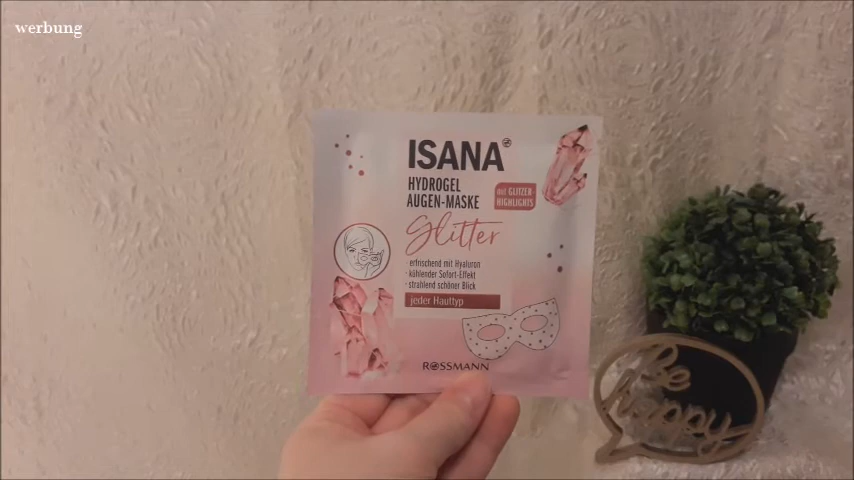 werbung
ISANA
HYDROGEL
AUGEN-MASKE
mit GLITZER
HIGHLIGHTS
Glitter
· erfrischend mit Hyaluron
· kühlender Sofort-Effekt
· strahlend schöner Blick
jeder Hauttyp
ROSSMANN
Be
happy